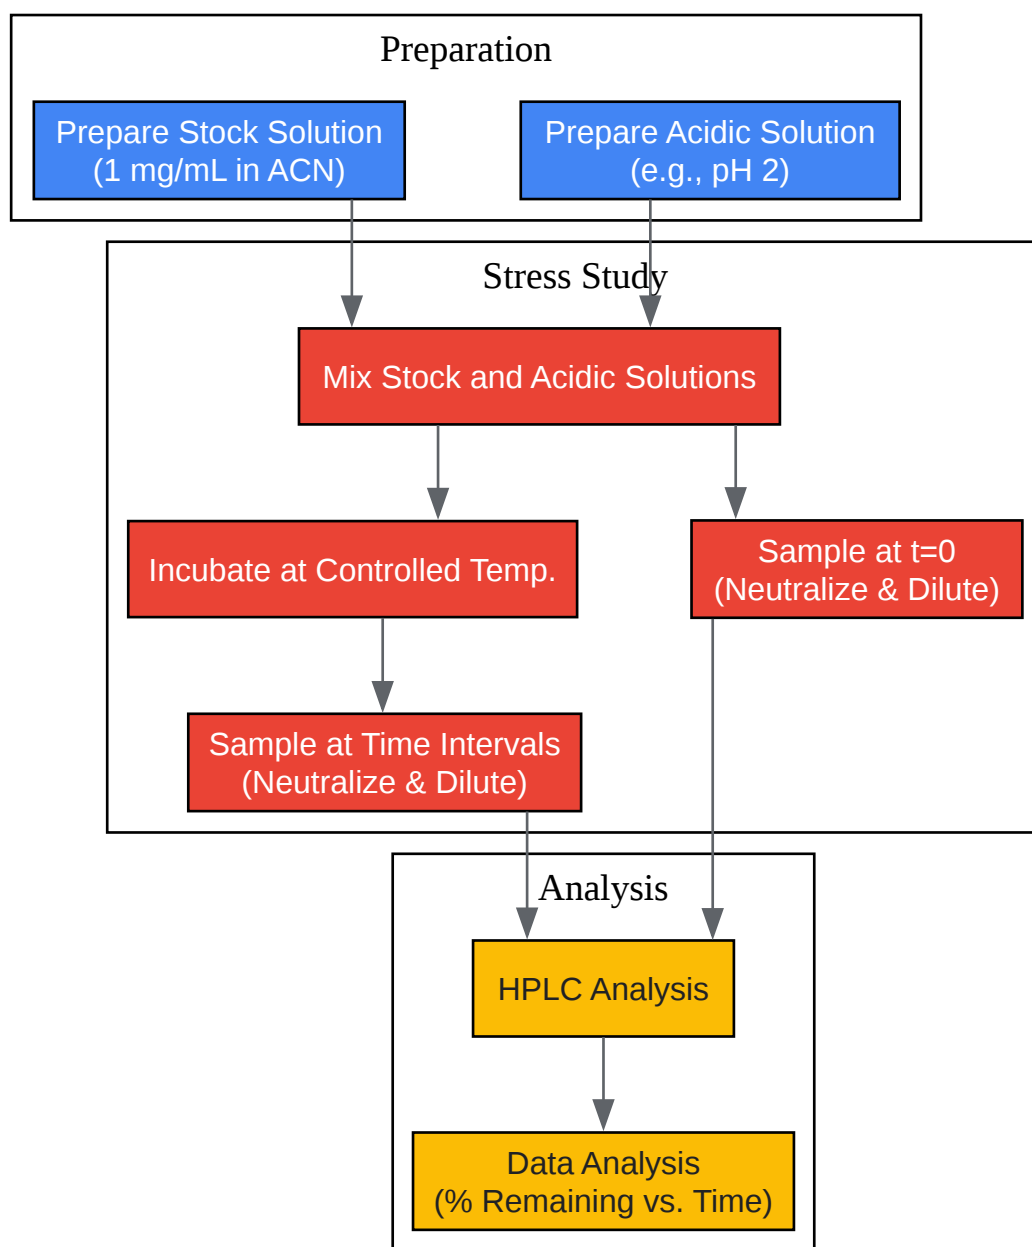 Preparation
Prepare Stock Solution
(1 mg/mL in ACN)
Prepare Acidic Solution
(e.g., pH 2)
Stress Study
Mix Stock and Acidic Solutions
Incubate at Controlled Temp.
Sample at t=0
(Neutralize & Dilute)
Sample at Time Intervals
(Neutralize & Dilute)
Analysis
HPLC Analysis
Data Analysis
(% Remaining vs. Time)